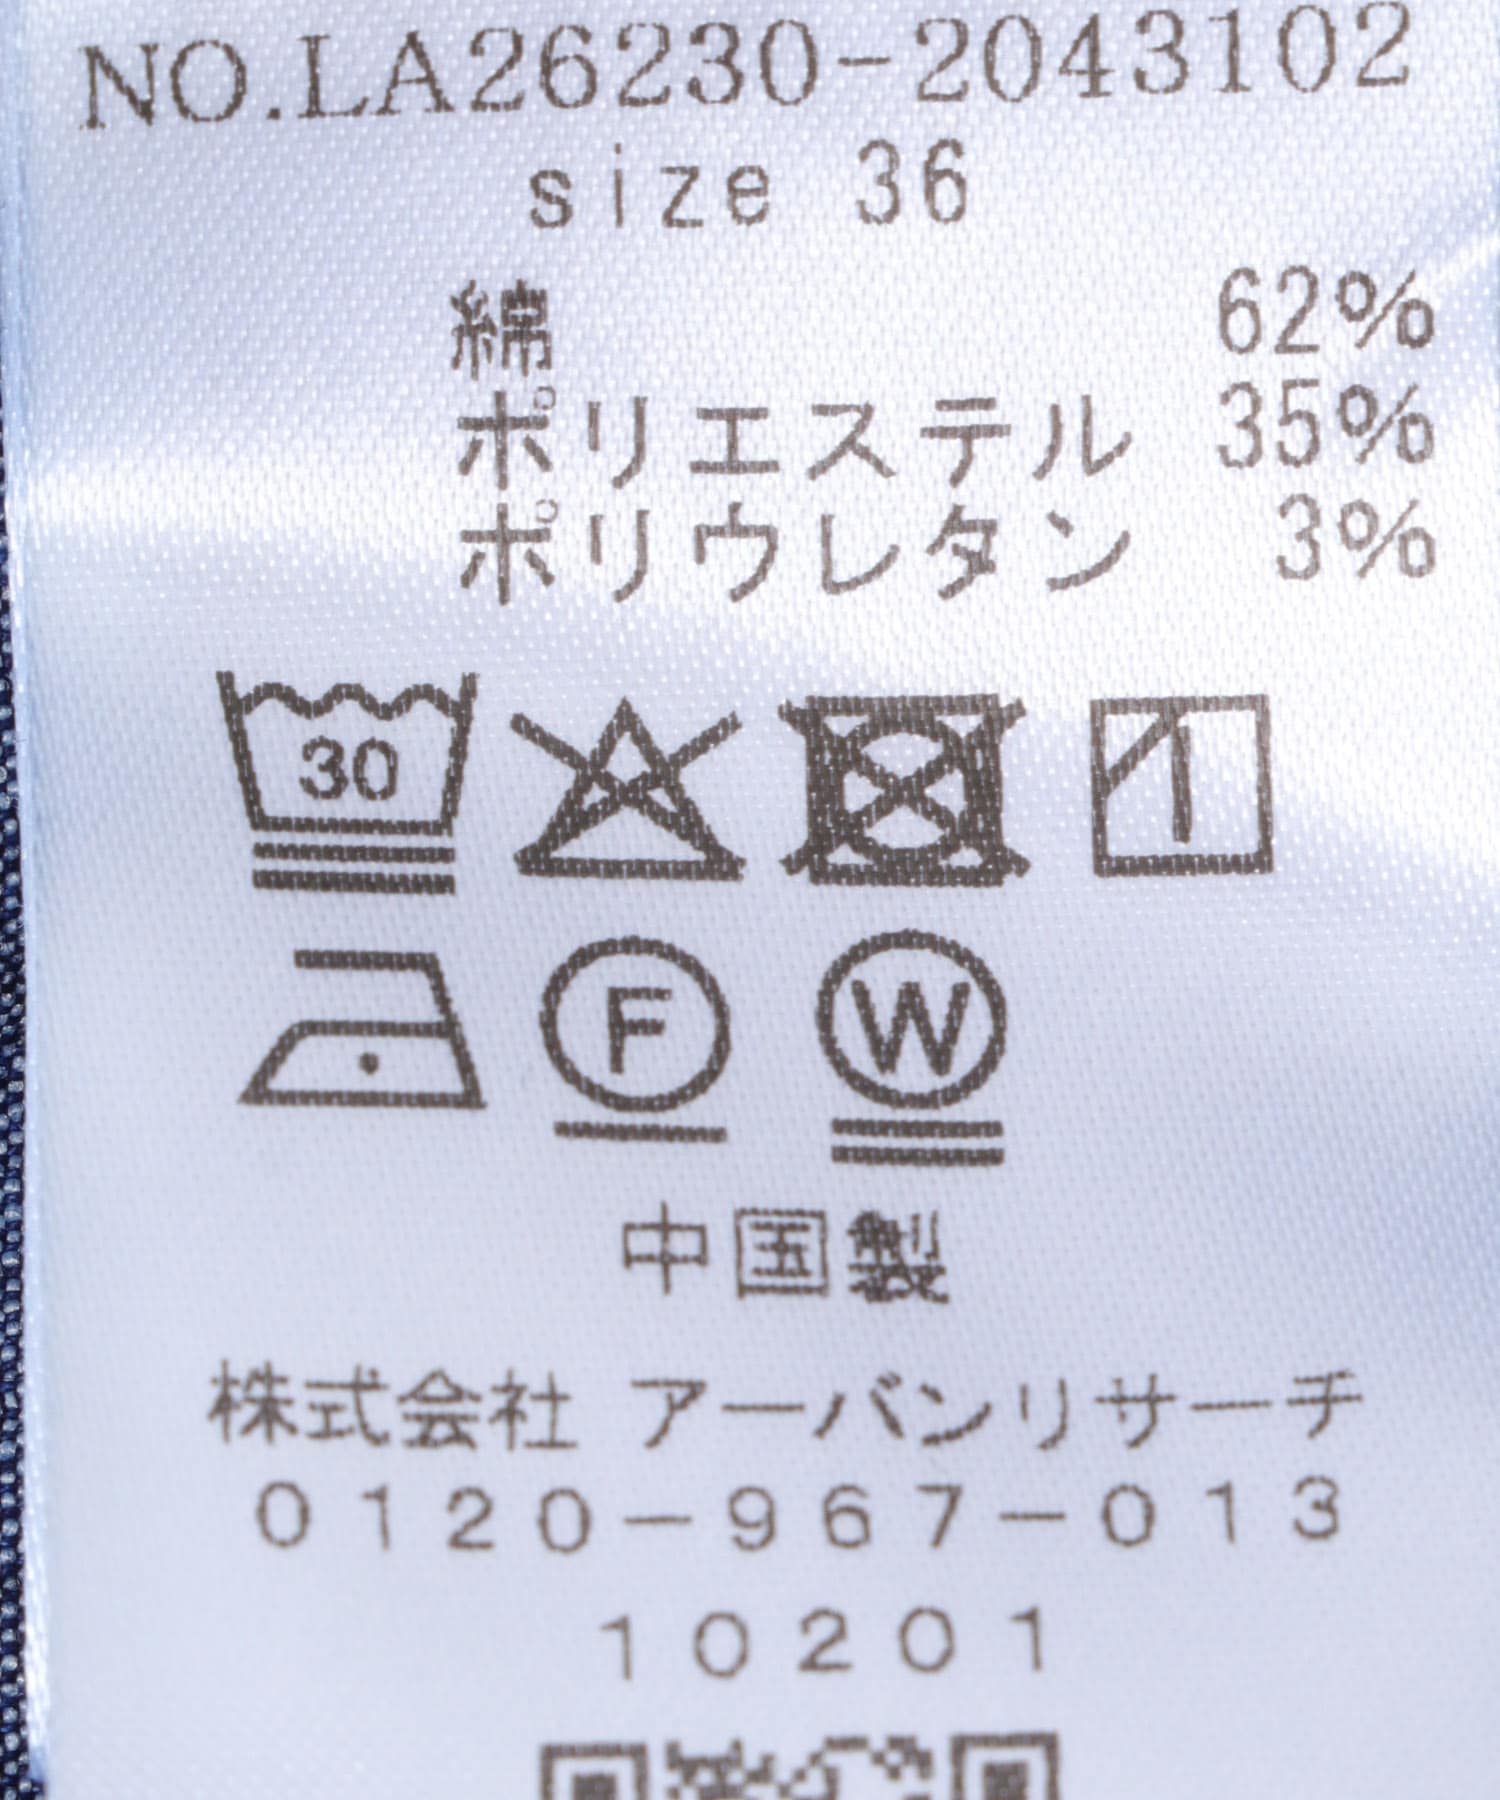 NO.LA26230-2043102
size 36
綿 62%
ポリエステル 35%
ポリウレタン 3%
30
F W
中国製
株式会社 アーバンリサーチ
0120-967-013
10201